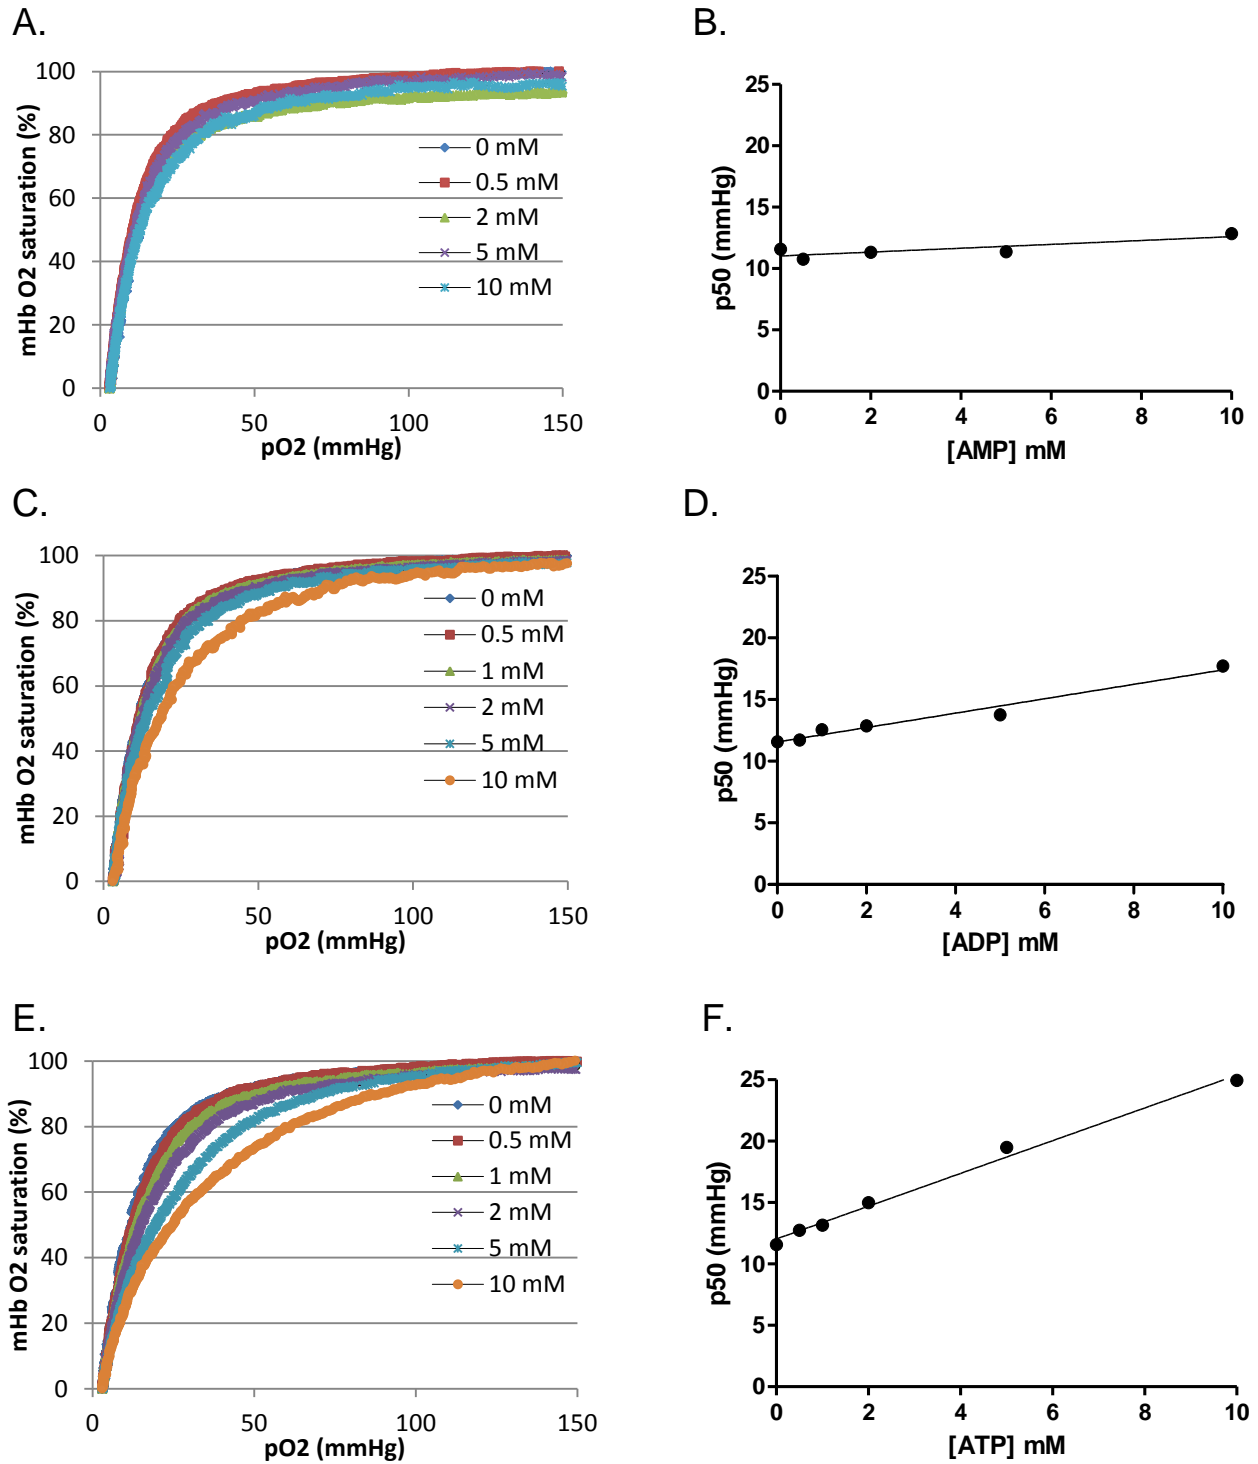 A.
mHb O2 saturation (%)
100
80
60
40
20
0
0 50 100 150
pO2 (mmHg)
0 mM
0.5 mM
2 mM
5 mM
10 mM
B.
p50 (mmHg)
25
20
15
10
5
0
0 2 4 6 8 10
[AMP] mM
C.
mHb O2 saturation (%)
100
80
60
40
20
0
0 50 100 150
pO2 (mmHg)
0 mM
0.5 mM
1 mM
2 mM
5 mM
10 mM
D.
p50 (mmHg)
25
20
15
10
5
0
0 2 4 6 8 10
[ADP] mM
E.
mHb O2 saturation (%)
100
80
60
40
20
0
0 50 100 150
pO2 (mmHg)
0 mM
0.5 mM
1 mM
2 mM
5 mM
10 mM
F.
p50 (mmHg)
25
20
15
10
5
0
0 2 4 6 8 10
[ATP] mM